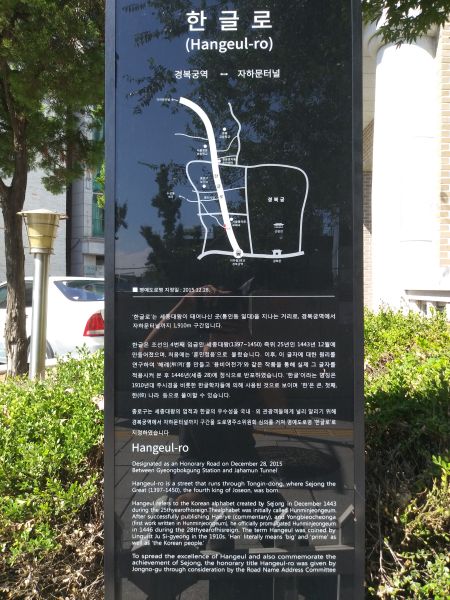 한글로
(Hangeul-ro)
경복궁역 ↔ 자하문터널
경복궁
■ 명예도로명 지정일 : 2015.12.28.
'한글로'는 세종대왕이 태어나신 곳(통인동 일대)을 지나는 거리로, 경복궁역에서
자하문터널까지 1,910m 구간입니다.
한글은 조선의 4번째 임금인 세종대왕(1397~1450) 즉위 25년인 1443년 12월에
만들어졌으며, 처음에는 '훈민정음'으로 불렸습니다. 이후, 이 글자에 대한 원리를
연구하여 '해례(解例)'를 만들고 '용비어천가'와 같은 작품을 통해 실제 그 글자를
적용시켜 본 후 1446년(세종 28)에 정식으로 반포하였습니다. '한글'이라는 명칭은
1910년대 주시경을 비롯한 한글학자들에 의해 사용된 것으로 보이며 '한'은 큰, 첫째,
한(韓) 나라 등으로 풀이할 수 있습니다.
종로구는 세종대왕의 업적과 한글의 우수성을 국내·외 관광객들에게 널리 알리기 위해
경복궁역에서 자하문터널까지 구간을 도로명주소위원회 심의를 거쳐 명예도로명 '한글로'로
지정하였습니다.
Hangeul-ro
Designated as an Honorary Road on December 28, 2015
Between Gyeongbokgung Station and Jahamun Tunnel
Hangeul-ro is a street that runs through Tongin-dong, where Sejong the
Great (1397-1450), the fourth king of Joseon, was born.
Hangeul refers to the Korean alphabet created by Sejong in December 1443
during the 25thyearofhisreign.Thealphabet was initially called Hunminjeongeum.
After successfully publishing Haerye (commentary), and Yongbieocheonga
(first work written in Hunminjeongeum), he officially promulgated Hunminjeongeum
in 1446 during the 28thyearofhisreign. The term Hangeul was coined by
Linguist Ju Si-gyeong in the 1910s. 'Han' literally means 'big' and 'prime' as
well as 'the Korean people.'
To spread the excellence of Hangeul and also commemorate the
achievement of Sejong, the honorary title Hangeul-ro was given by
Jongno-gu through consideration by the Road Name Address Committee